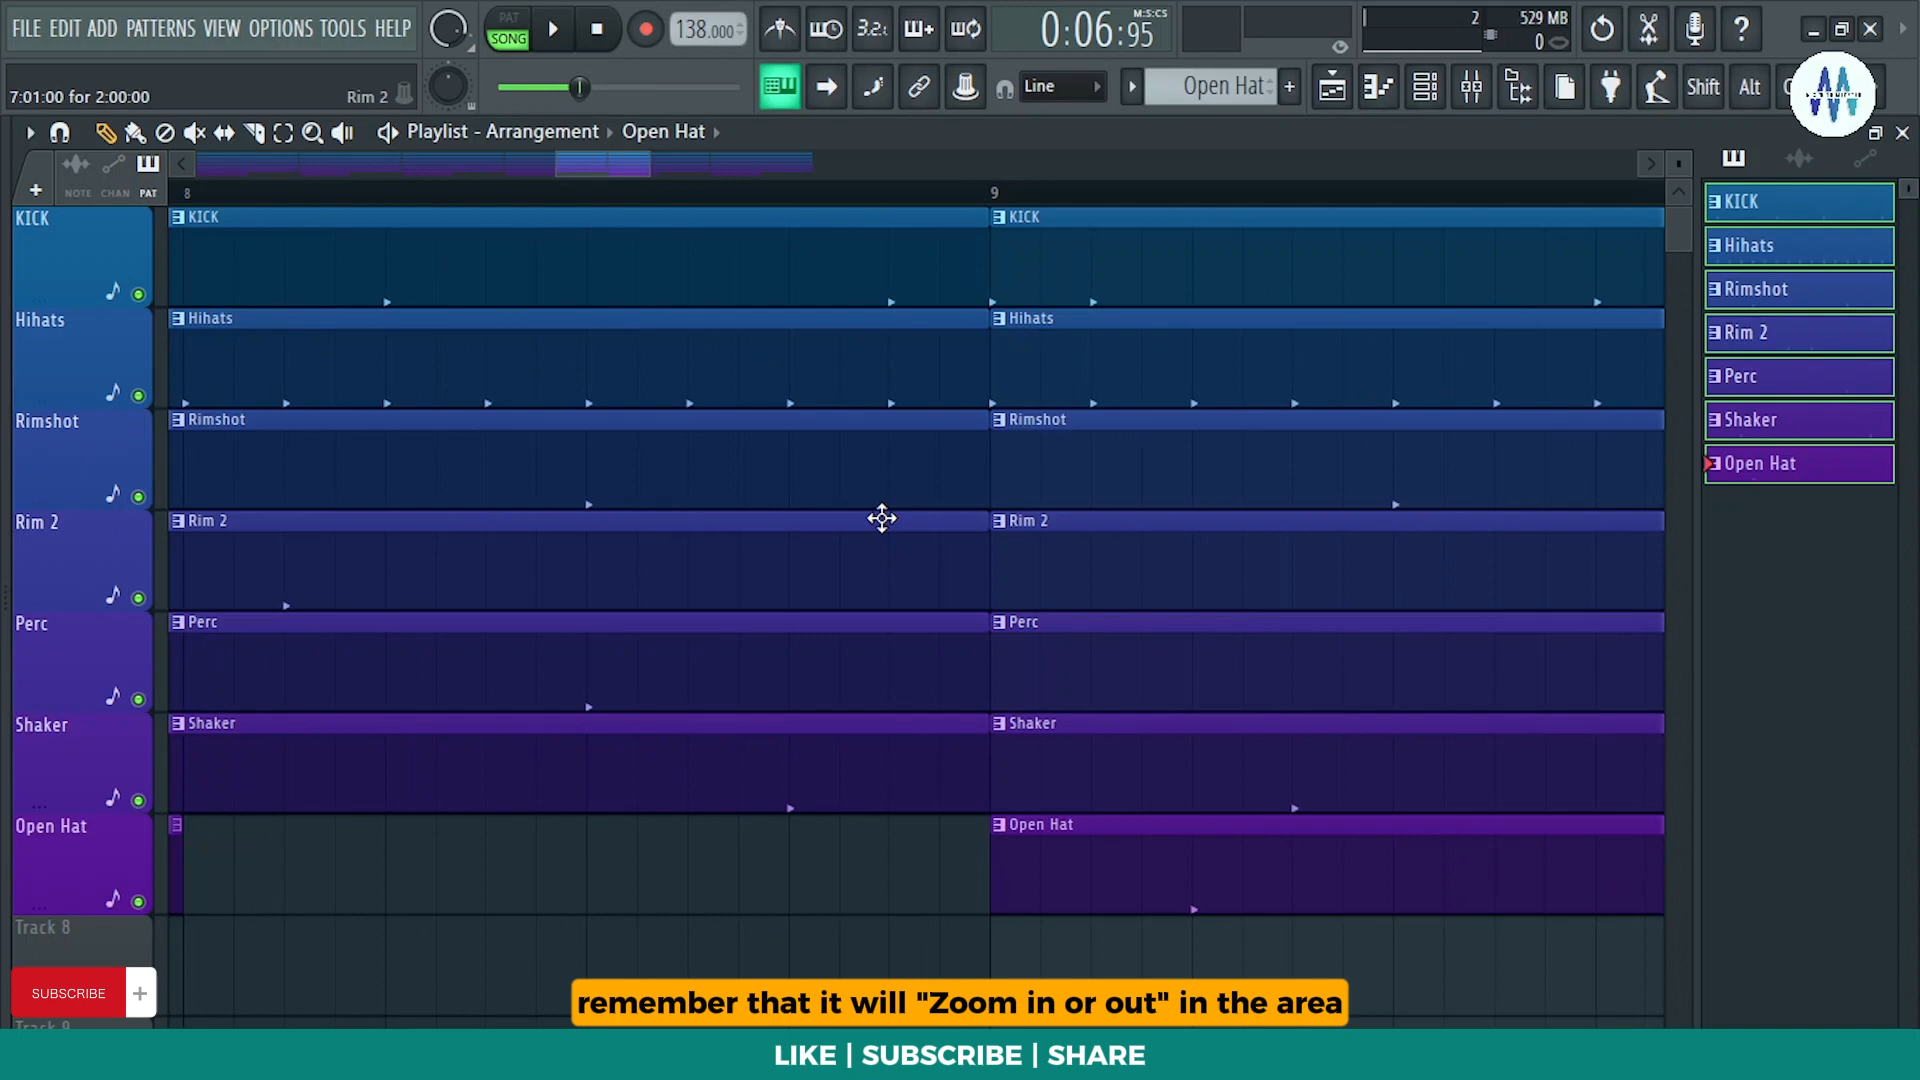 FILE EDIT ADD PATTERNS VIEW OPTIONS TOOLS HELP
PAT
SONG
138.000
3.2.
0:06:95
M:S:CS
2
529 MB
0
7:01:00 for 2:00:00
Rim 2
Line
Open Hat
Shift
Alt
Playlist - Arrangement
Open Hat
NOTE CHAN PAT
8
9
KICK
KICK
KICK
Hihats
Hihats
Hihats
Rimshot
Rimshot
Rimshot
Rim 2
Rim 2
Rim 2
Perc
Perc
Perc
Shaker
Shaker
Shaker
Open Hat
Open Hat
Track 8
Track 9
KICK
Hihats
Rimshot
Rim 2
Perc
Shaker
Open Hat
SUBSCRIBE
remember that it will "Zoom in or out" in the area
LIKE | SUBSCRIBE | SHARE